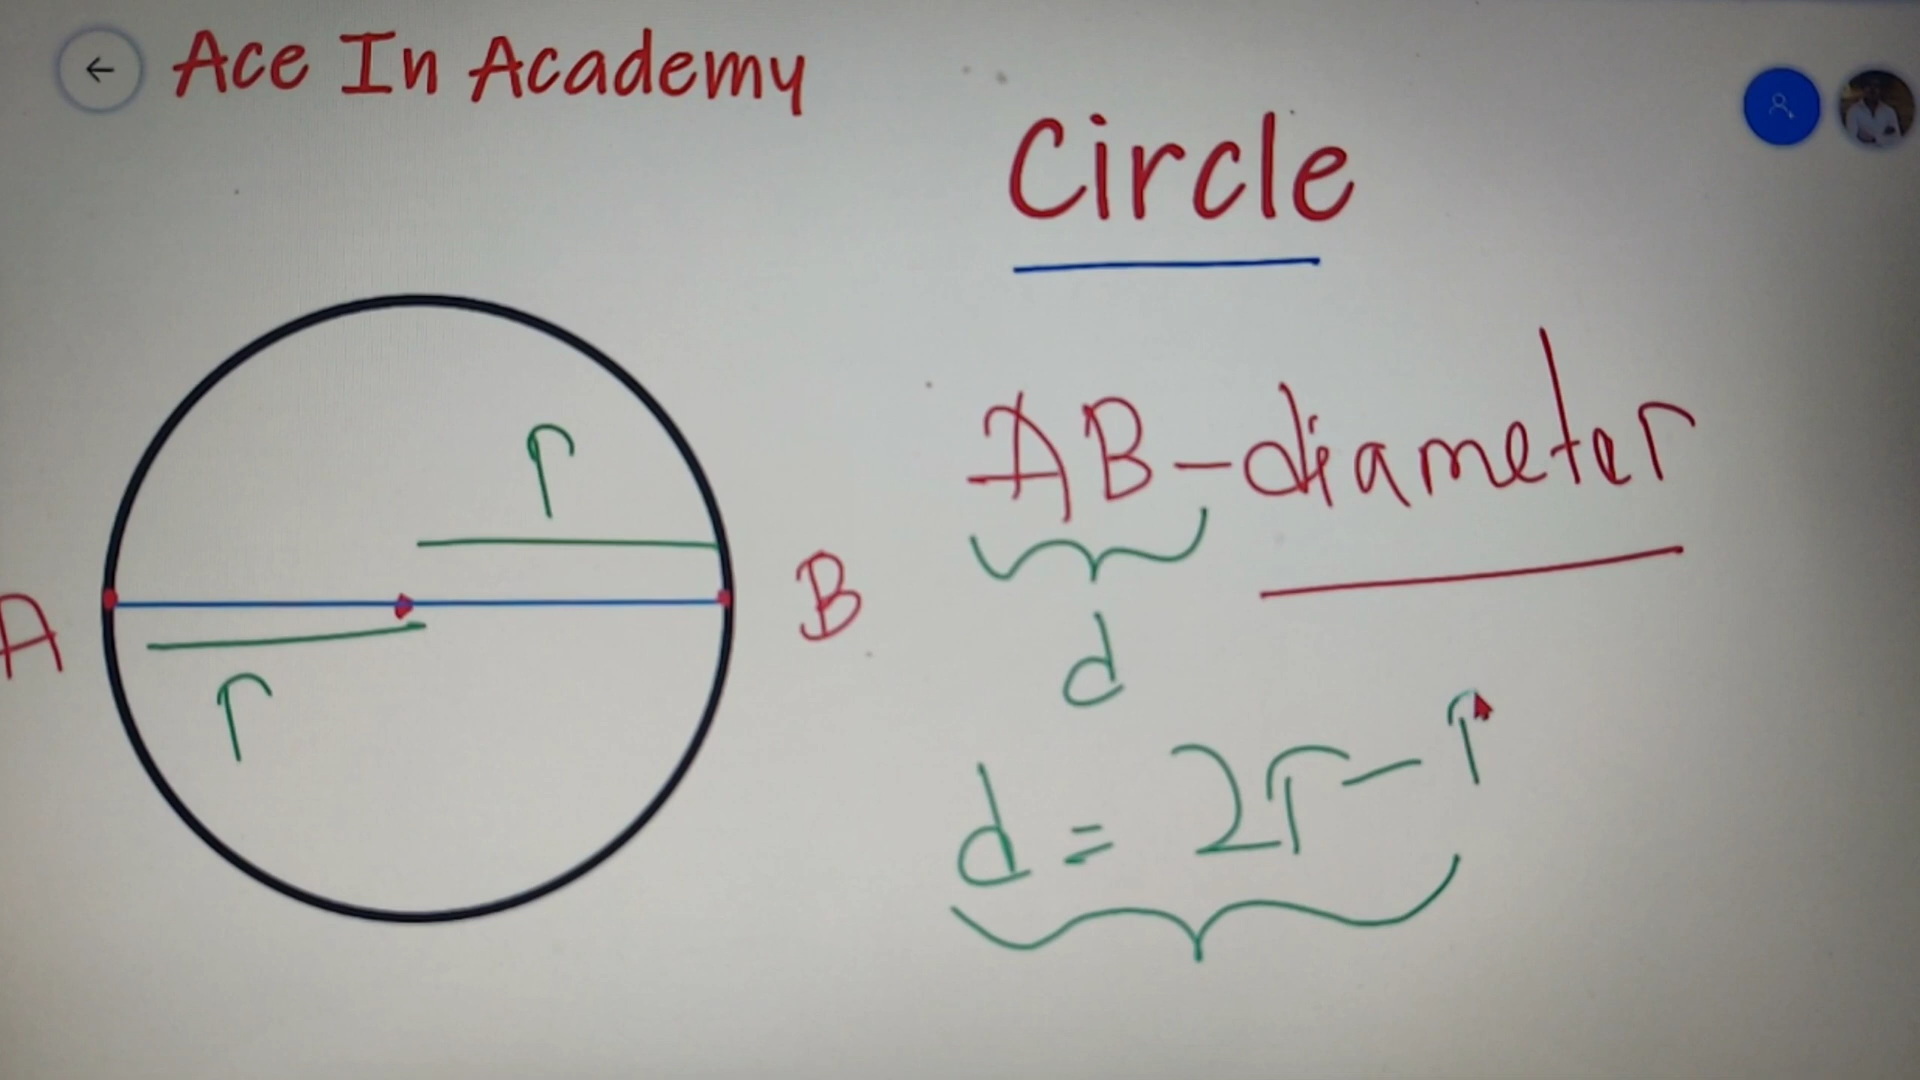 Ace In Academy
Circle
AB-diameter
r
B
A
r
d
d = 2r - r